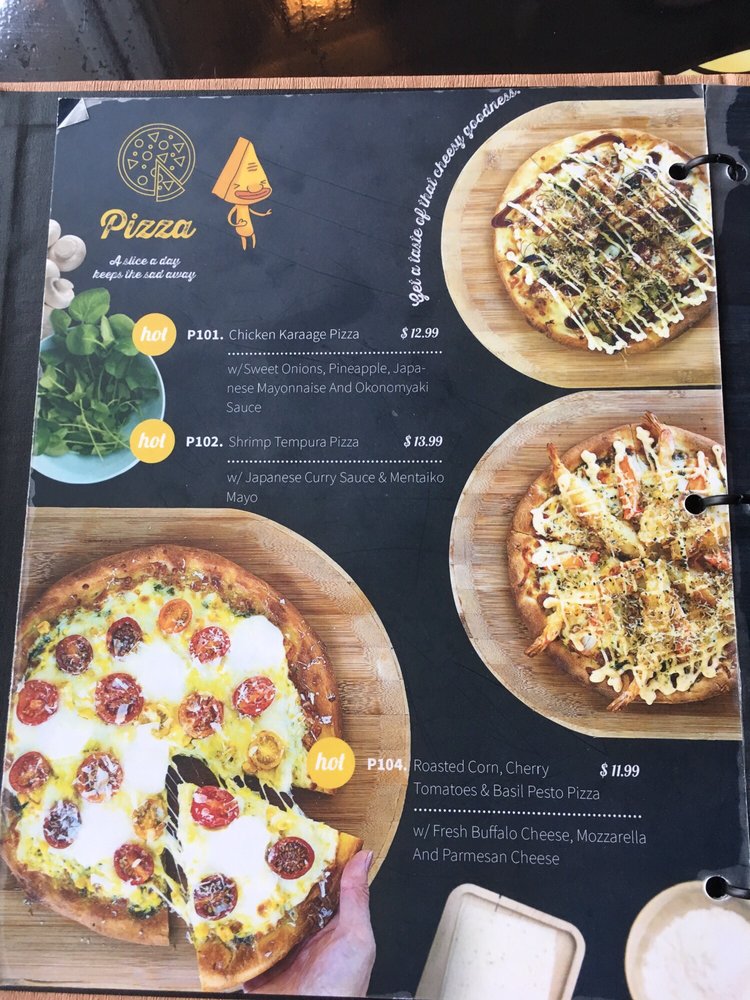 Get a taste of that cheesy goodness.
Pizza
A slice a day
keeps the sad away
hot P101. Chicken Karaage Pizza $ 12.99
w/Sweet Onions, Pineapple, Japa-
nese Mayonnaise And Okonomyaki
Sauce
hot P102. Shrimp Tempura Pizza $ 13.99
w/ Japanese Curry Sauce & Mentaiko
Mayo
hot P104. Roasted Corn, Cherry $ 11.99
Tomatoes & Basil Pesto Pizza
w/ Fresh Buffalo Cheese, Mozzarella
And Parmesan Cheese